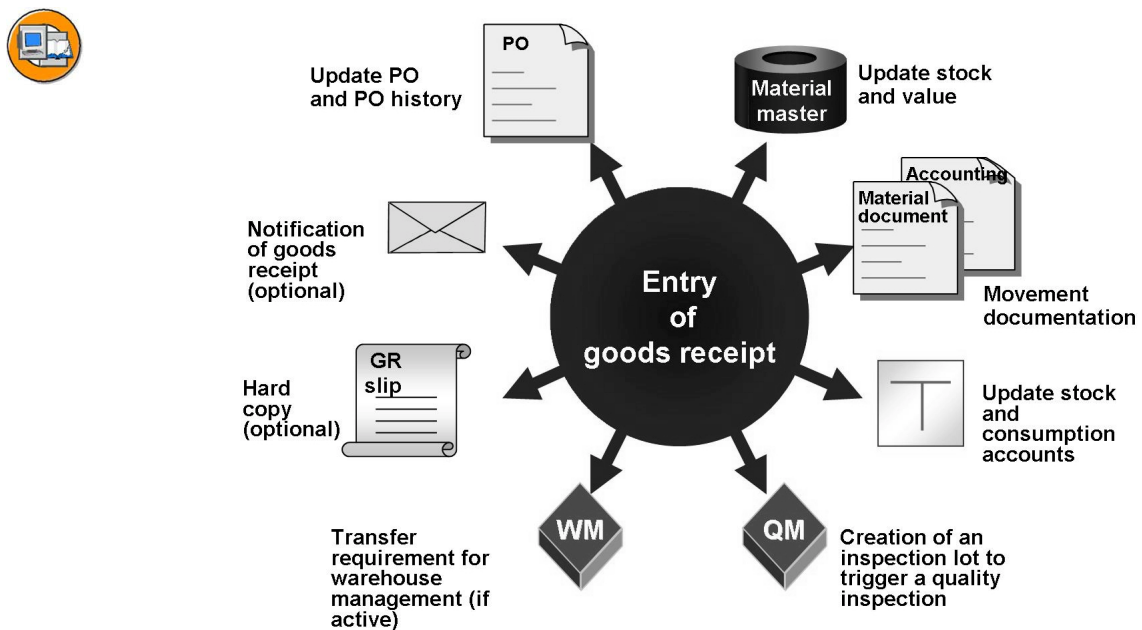 PO
Update PO
and PO history
Material
master
Update stock
and value
Accounting
Material
document
Movement
documentation
Notification
of goods
receipt
(optional)
Entry
of
goods receipt
GR
slip
Hard
copy
(optional)
Update stock
and
consumption
accounts
WM
Transfer
requirement for
warehouse
management (if
active)
QM
Creation of an
inspection lot to
trigger a quality
inspection